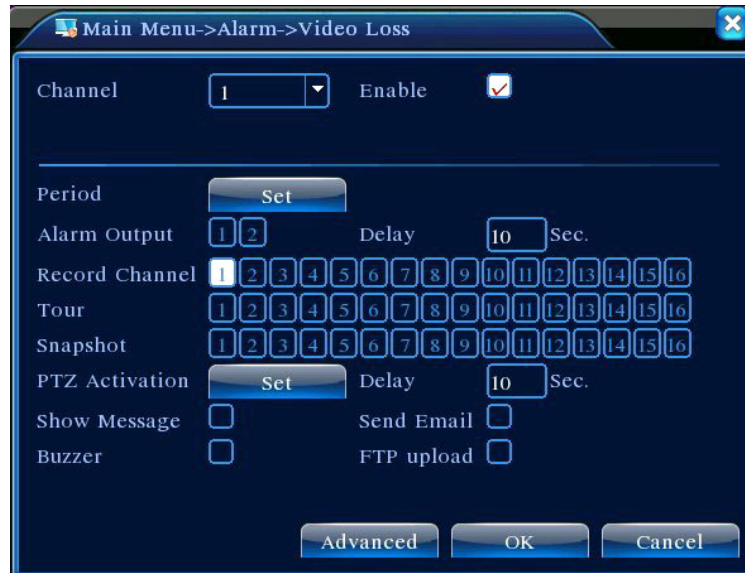 Main Menu->Alarm->Video Loss
Channel 1 Enable
Period Set
Alarm Output 1 2 Delay 10 Sec.
Record Channel 1 2 3 4 5 6 7 8 9 10 11 12 13 14 15 16
Tour 1 2 3 4 5 6 7 8 9 10 11 12 13 14 15 16
Snapshot 1 2 3 4 5 6 7 8 9 10 11 12 13 14 15 16
PTZ Activation Set Delay 10 Sec.
Show Message Send Email
Buzzer FTP upload
Advanced OK Cancel